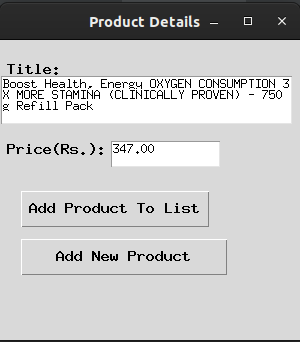 Product Details
Title:
Boost Health, Energy OXYGEN CONSUMPTION 3
X MORE STAMINA (CLINICALLY PROVEN) - 750
g Refill Pack
Price(Rs.): 347.00
Add Product To List
Add New Product